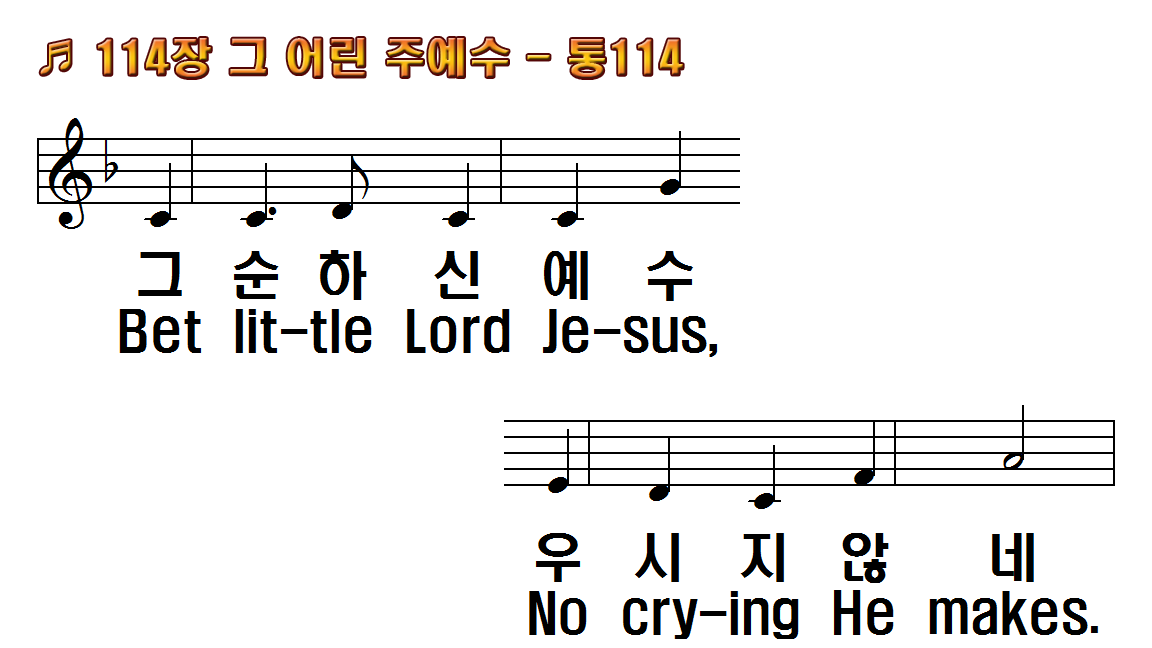 ♬ 114장 그 어린 주예수 - 통114
그 순 하 신 예 수
Bet lit-tle Lord Je-sus,
우 시 지 않 네
No cry-ing He makes.